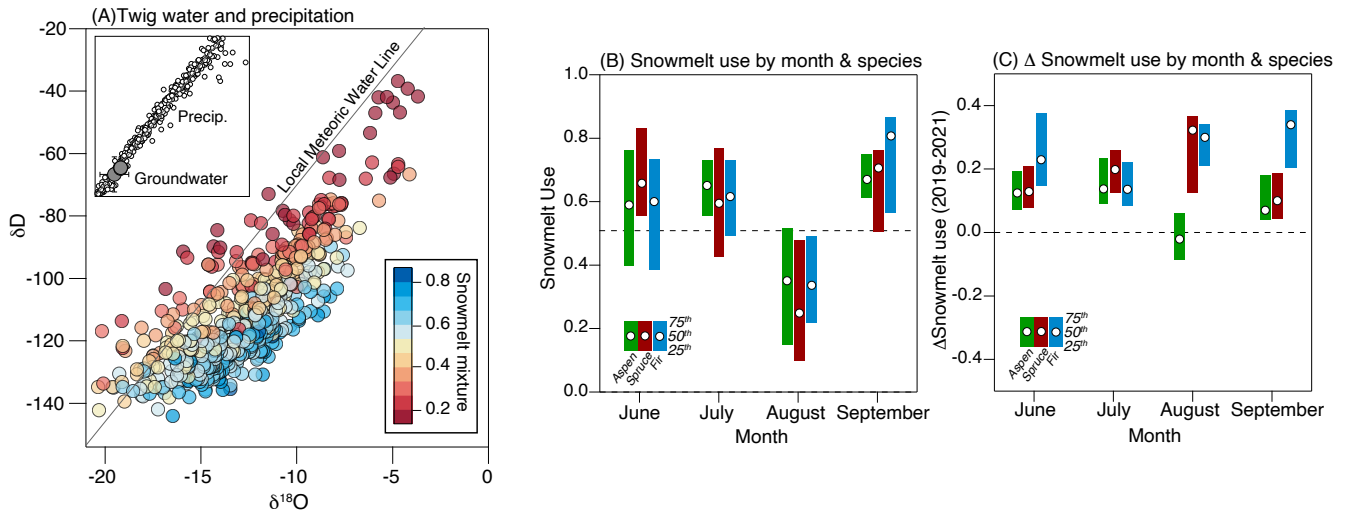 (A)Twig water and precipitation
-20
-40
-60
-80
-100
-120
-140
δD
-20
-15
-10
-5
0
δ¹⁸O
Precip.
Groundwater
Local Meteoric Water Line
Snowmelt mixture
0.8
0.6
0.4
0.2
(B) Snowmelt use by month & species
1.0
0.8
0.6
0.4
0.2
0.0
Snowmelt Use
75th
50th
25th
Aspen
Spruce
Fir
June
July
August
September
Month
(C) Δ Snowmelt use by month & species
0.4
0.2
0.0
-0.2
-0.4
ΔSnowmelt use (2019-2021)
75th
50th
25th
Aspen
Spruce
Fir
June
July
August
September
Month